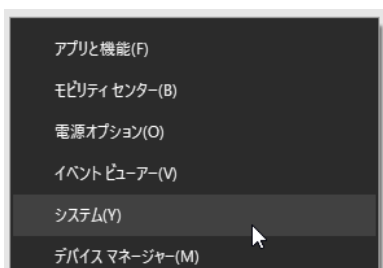 アプリと機能(F)
モビリティ センター(B)
電源オプション(O)
イベント ビューアー(V)
システム(Y)
デバイス マネージャー(M)